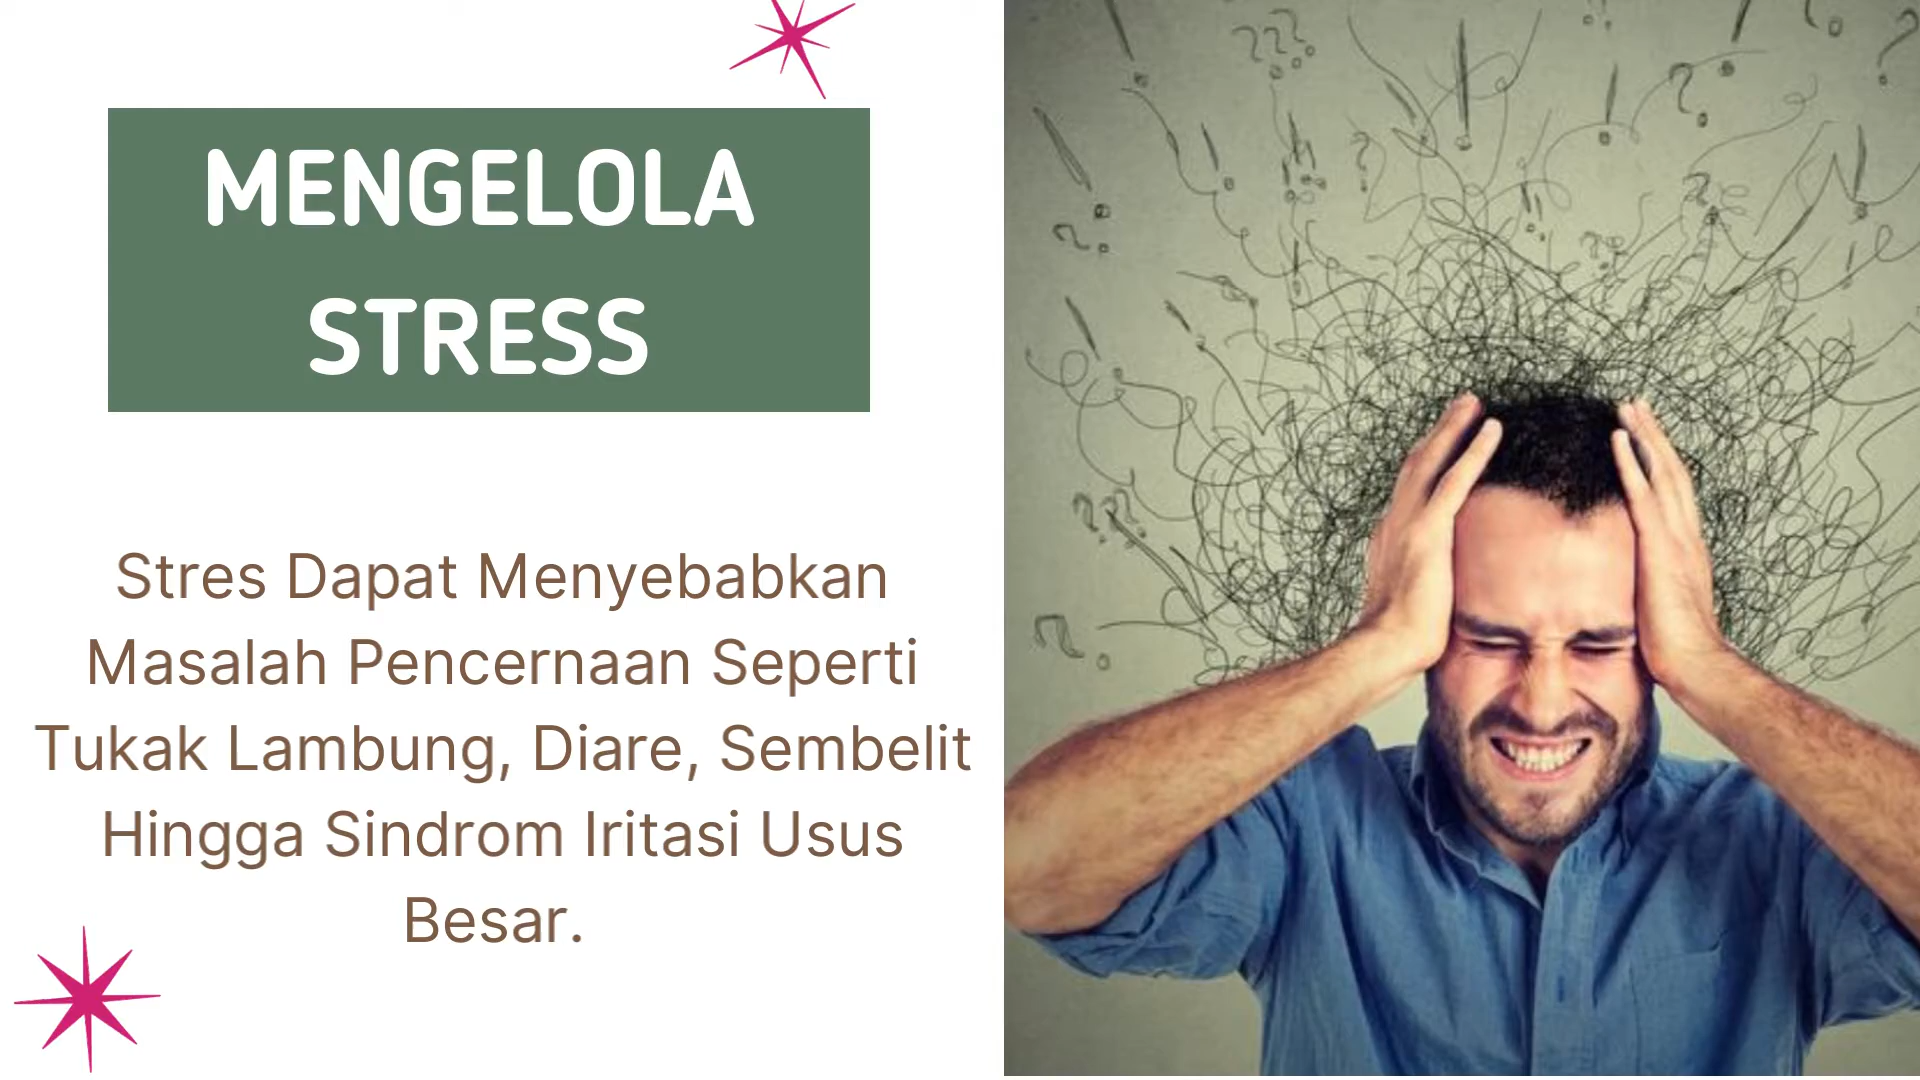 MENGELOLA
STRESS
Stres Dapat Menyebabkan
Masalah Pencernaan Seperti
Tukak Lambung, Diare, Sembelit
Hingga Sindrom Iritasi Usus
Besar.